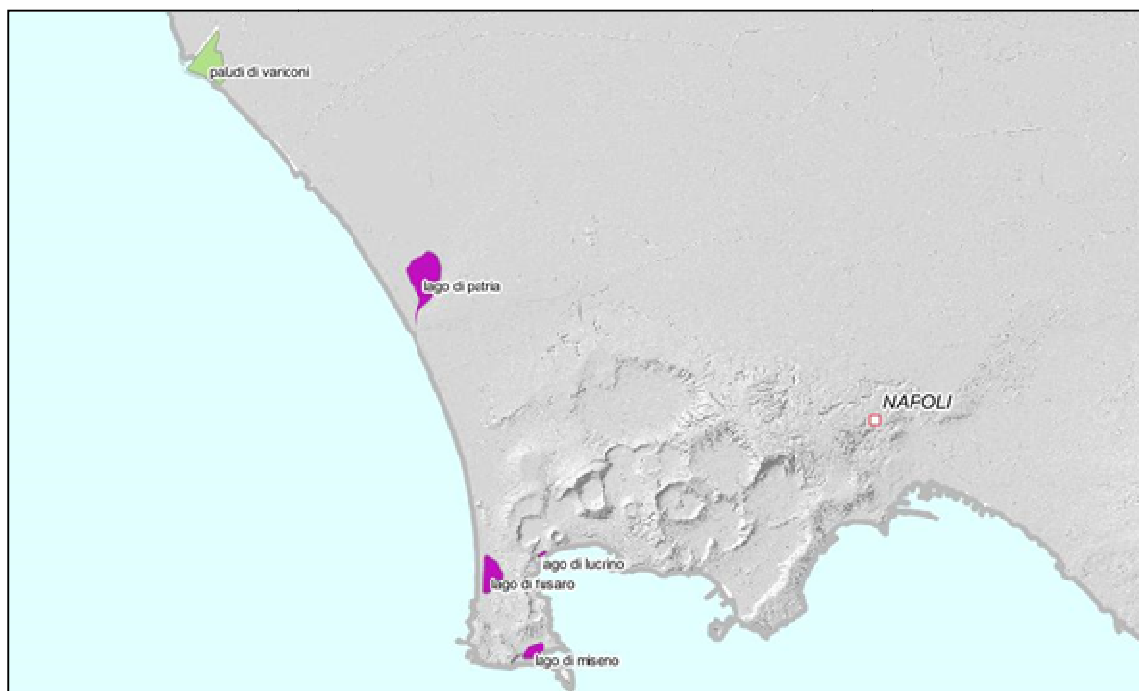 paludi di variconi
lago di patria
NAPOLI
lago di lucrino
lago di fusaro
lago di miseno